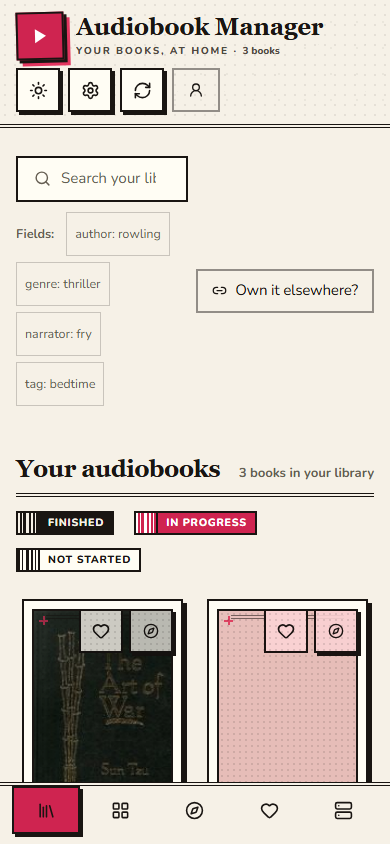 Audiobook Manager
YOUR BOOKS, AT HOME · 3 books
Search your lib
Fields: author: rowling
genre: thriller
narrator: fry
tag: bedtime
Own it elsewhere?
Your audiobooks 3 books in your library
FINISHED
IN PROGRESS
NOT STARTED
The
Art of
War
Sun Tzu